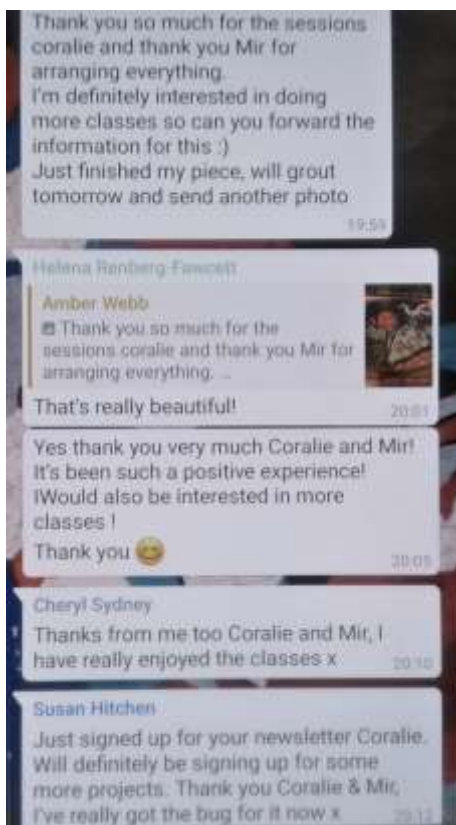 Thank you so much for the sessions
coralie and thank you Mir for
arranging everything.
I'm definitely interested in doing
more classes so can you forward the
information for this :)
Just finished my piece, will grout
tomorrow and send another photo
19:59
Helena Renberg-Fawcett
Amber Webb
Thank you so much for the
sessions coralie and thank you Mir for
arranging everything. ...
That's really beautiful!
20:01
Yes thank you very much Coralie and Mir!
It's been such a positive experience!
IWould also be interested in more
classes !
Thank you 😄
20:05
Cheryl Sydney
Thanks from me too Coralie and Mir, I
have really enjoyed the classes x
20:10
Susan Hitchen
Just signed up for your newsletter Coralie.
Will definitely be signing up for some
more projects. Thank you Coralie & Mir,
I've really got the bug for it now x
20:12